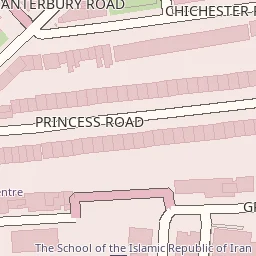 ANTERBURY ROAD
CHICHESTER
PRINCESS ROAD
entre
GR
The School of the Islamic Republic of Iran